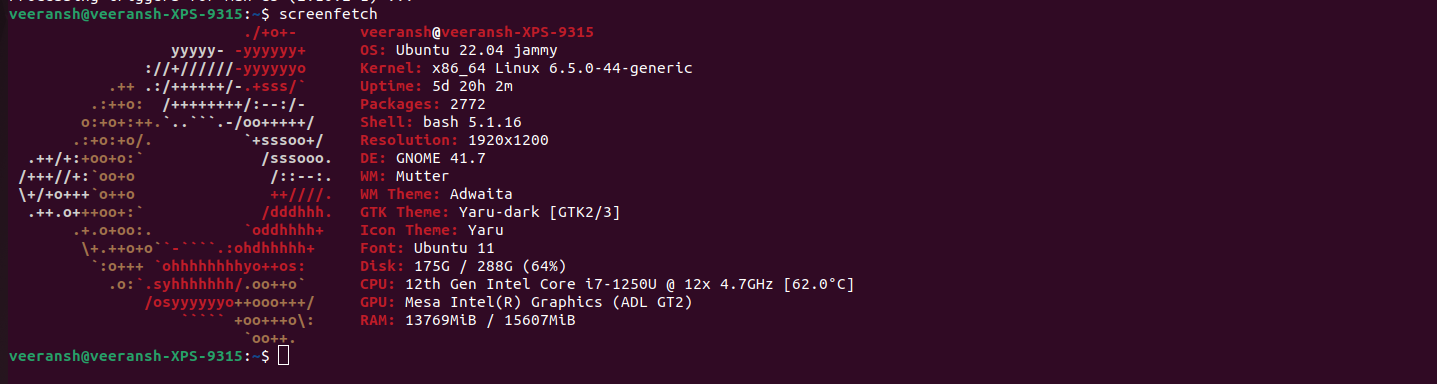 veeransh@veeransh-XPS-9315:~$ screenfetch
                          ./+o+-       veeransh@veeransh-XPS-9315
                  yyyyy- -yyyyyy+      OS: Ubuntu 22.04 jammy
               ://+//////-yyyyyyo      Kernel: x86_64 Linux 6.5.0-44-generic
           .++ .:/++++++/-.+sss/`      Uptime: 5d 20h 2m
         .:++o:  /++++++++/:--:/-      Packages: 2772
        o:+o+:++.`..```.-/oo+++++/     Shell: bash 5.1.16
       .:+o:+o/.          `+sssoo+/    Resolution: 1920x1200
  .++/+:+oo+o:`             /sssooo.   DE: GNOME 41.7
 /+++//+:`oo+o               /::--:.   WM: Mutter
 \+/+o+++`o++o               ++////.   WM Theme: Adwaita
  .++.o+++oo+:`             /dddhhh.   GTK Theme: Yaru-dark [GTK2/3]
       .+.o+oo:.          `oddhhhh+    Icon Theme: Yaru
        \+.++o+o``-````.:ohdhhhhh+     Font: Ubuntu 11
         `:o+++ `ohhhhhhhhyo++os:      Disk: 175G / 288G (64%)
           .o:`.syhhhhhhh/.oo++o`      CPU: 12th Gen Intel Core i7-1250U @ 12x 4.7GHz [62.0°C]
               /osyyyyyyo++ooo+++/     GPU: Mesa Intel(R) Graphics (ADL GT2)
                   ````` +oo+++o\:     RAM: 13769MiB / 15607MiB
                          `oo++.
veeransh@veeransh-XPS-9315:~$